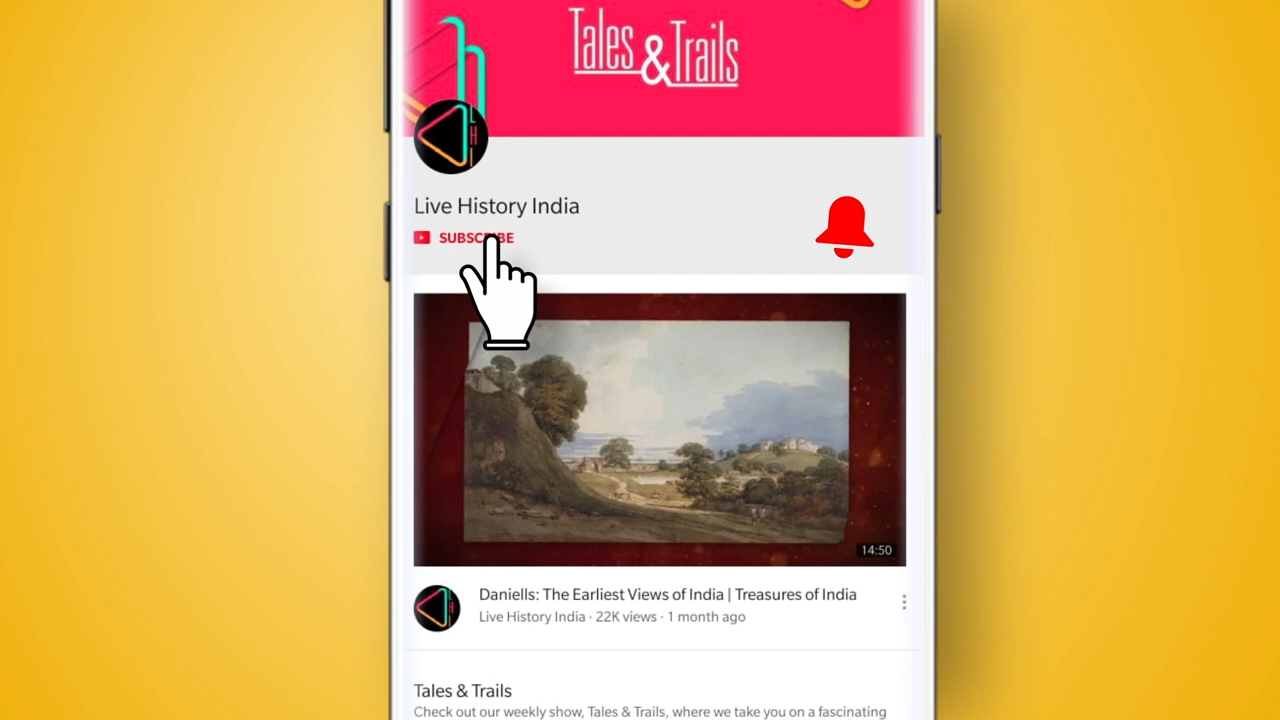 Tales & Trails
LHI
Live History India
SUBSCRIBE
14:50
Daniells: The Earliest Views of India | Treasures of India
Live History India · 22K views · 1 month ago
Tales & Trails
Check out our weekly show, Tales & Trails, where we take you on a fascinating